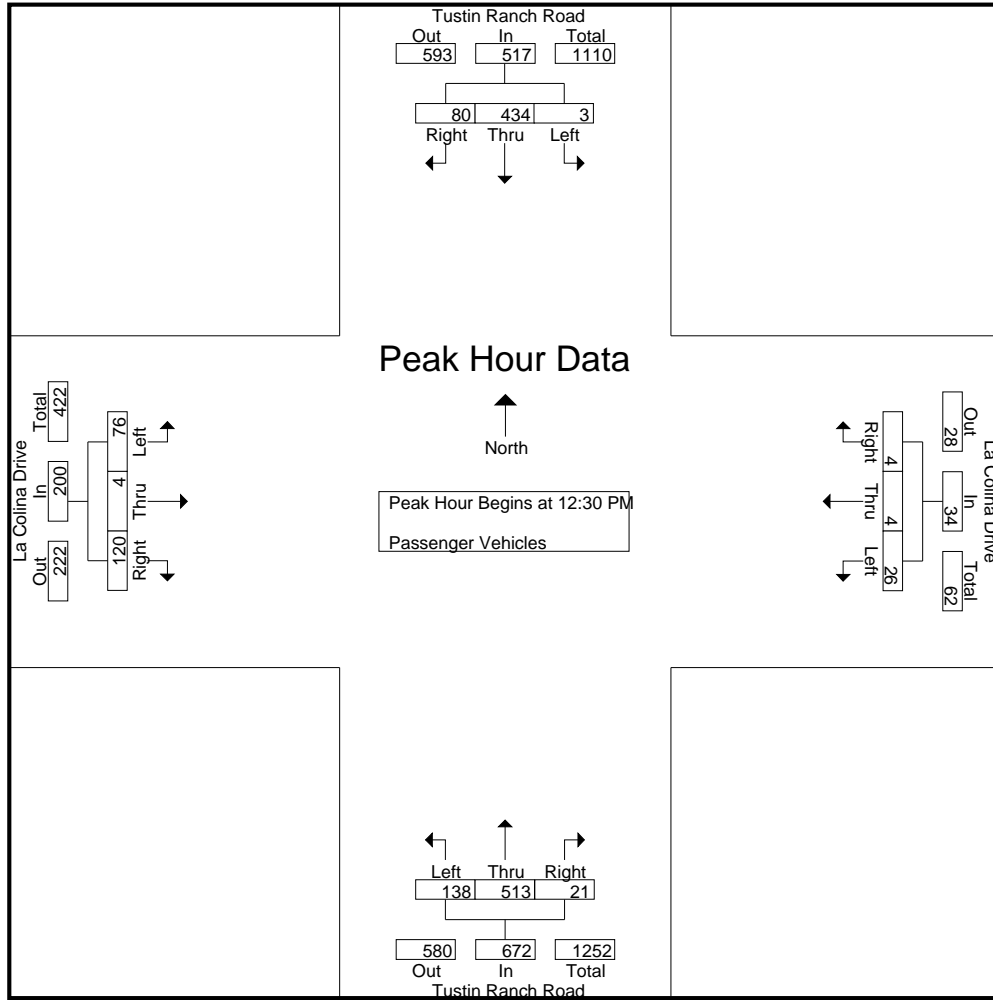 Tustin Ranch Road
Out In Total
593 517 1110
80 434 3
Right Thru Left
Peak Hour Data
North
Peak Hour Begins at 12:30 PM
Passenger Vehicles
La Colina Drive
Total In Out
422 200 222
76 4 120
Left Thru Right
La Colina Drive
Out In Total
28 34 62
4 4 26
Right Thru Left
Left Thru Right
138 513 21
580 672 1252
Out In Total
Tustin Ranch Road